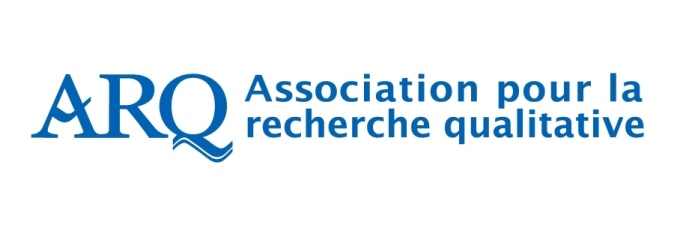 ARQ
Association pour la
recherche qualitative